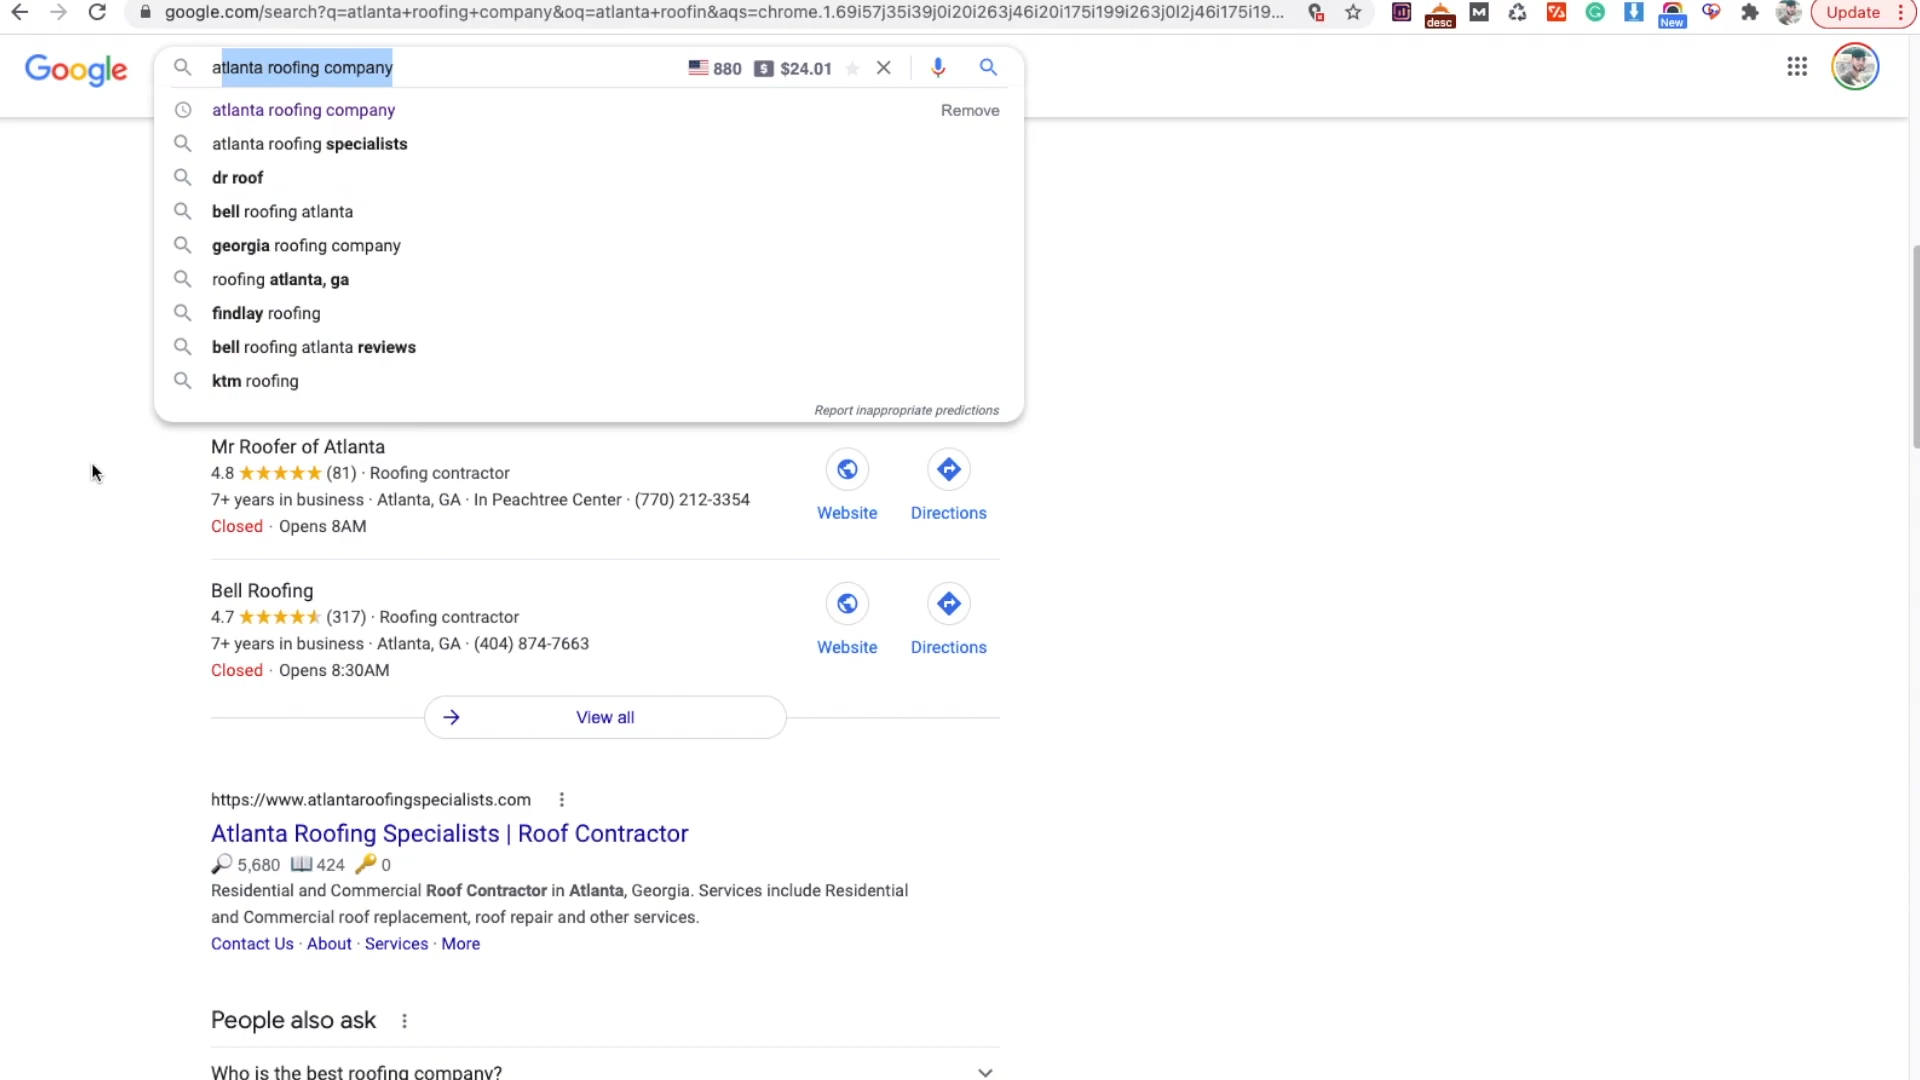 google.com/search?q=atlanta+roofing+company&oq=atlanta+roofin&aqs=chrome.1.69i57j35i39j0i20i263j46i20i175i199i263j0l2j46i175i19...
desc
New
Update
Google
atlanta roofing company
880
$24.01
atlanta roofing company
Remove
atlanta roofing specialists
dr roof
bell roofing atlanta
georgia roofing company
roofing atlanta, ga
findlay roofing
bell roofing atlanta reviews
ktm roofing
Report inappropriate predictions
Mr Roofer of Atlanta
4.8 ★★★★★ (81) · Roofing contractor
7+ years in business · Atlanta, GA · In Peachtree Center · (770) 212-3354
Closed · Opens 8AM
Website
Directions
Bell Roofing
4.7 ★★★★★ (317) · Roofing contractor
7+ years in business · Atlanta, GA · (404) 874-7663
Closed · Opens 8:30AM
Website
Directions
View all
https://www.atlantaroofingspecialists.com
Atlanta Roofing Specialists | Roof Contractor
5,680 424 0
Residential and Commercial Roof Contractor in Atlanta, Georgia. Services include Residential
and Commercial roof replacement, roof repair and other services.
Contact Us · About · Services · More
People also ask
Who is the best roofing company?